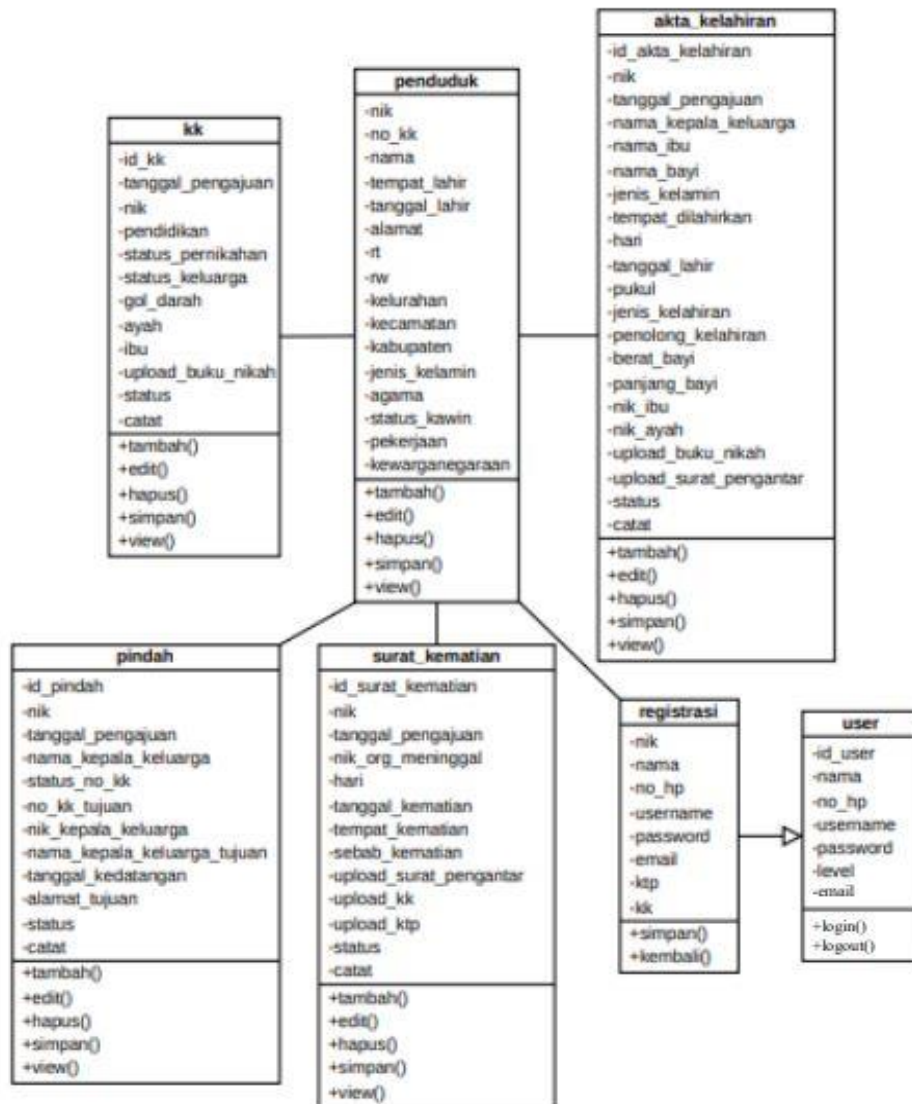 kk
-id_kk
-tanggal_pengajuan
-nik
-pendidikan
-status_pernikahan
-status_keluarga
-gol_darah
-ayah
-ibu
-upload_buku_nikah
-status
-catat
+tambah()
+edit()
+hapus()
+simpan()
+view()
penduduk
-nik
-no_kk
-nama
-tempat_lahir
-tanggal_lahir
-alamat
-rt
-rw
-kelurahan
-kecamatan
-kabupaten
-jenis_kelamin
-agama
-status_kawin
-pekerjaan
-kewarganegaraan
+tambah()
+edit()
+hapus()
+simpan()
+view()
akta_kelahiran
-id_akta_kelahiran
-nik
-tanggal_pengajuan
-nama_kepala_keluarga
-nama_ibu
-nama_bayi
-jenis_kelamin
-tempat_dilahirkan
-hari
-tanggal_lahir
-pukul
-jenis_kelahiran
-penolong_kelahiran
-berat_bayi
-panjang_bayi
-nik_ibu
-nik_ayah
-upload_buku_nikah
-upload_surat_pengantar
-status
-catat
+tambah()
+edit()
+hapus()
+simpan()
+view()
pindah
-id_pindah
-nik
-tanggal_pengajuan
-nama_kepala_keluarga
-status_no_kk
-no_kk_tujuan
-nik_kepala_keluarga
-nama_kepala_keluarga_tujuan
-tanggal_kedatangan
-alamat_tujuan
-status
-catat
+tambah()
+edit()
+hapus()
+simpan()
+view()
surat_kematian
-id_surat_kematian
-nik
-tanggal_pengajuan
-nik_org_meninggal
-hari
-tanggal_kematian
-tempat_kematian
-sebab_kematian
-upload_surat_pengantar
-upload_kk
-upload_ktp
-status
-catat
+tambah()
+edit()
+hapus()
+simpan()
+view()
registrasi
-nik
-nama
-no_hp
-username
-password
-email
-ktp
-kk
+simpan()
+kembali()
user
-id_user
-nama
-no_hp
-username
-password
-level
-email
+login()
+logout()